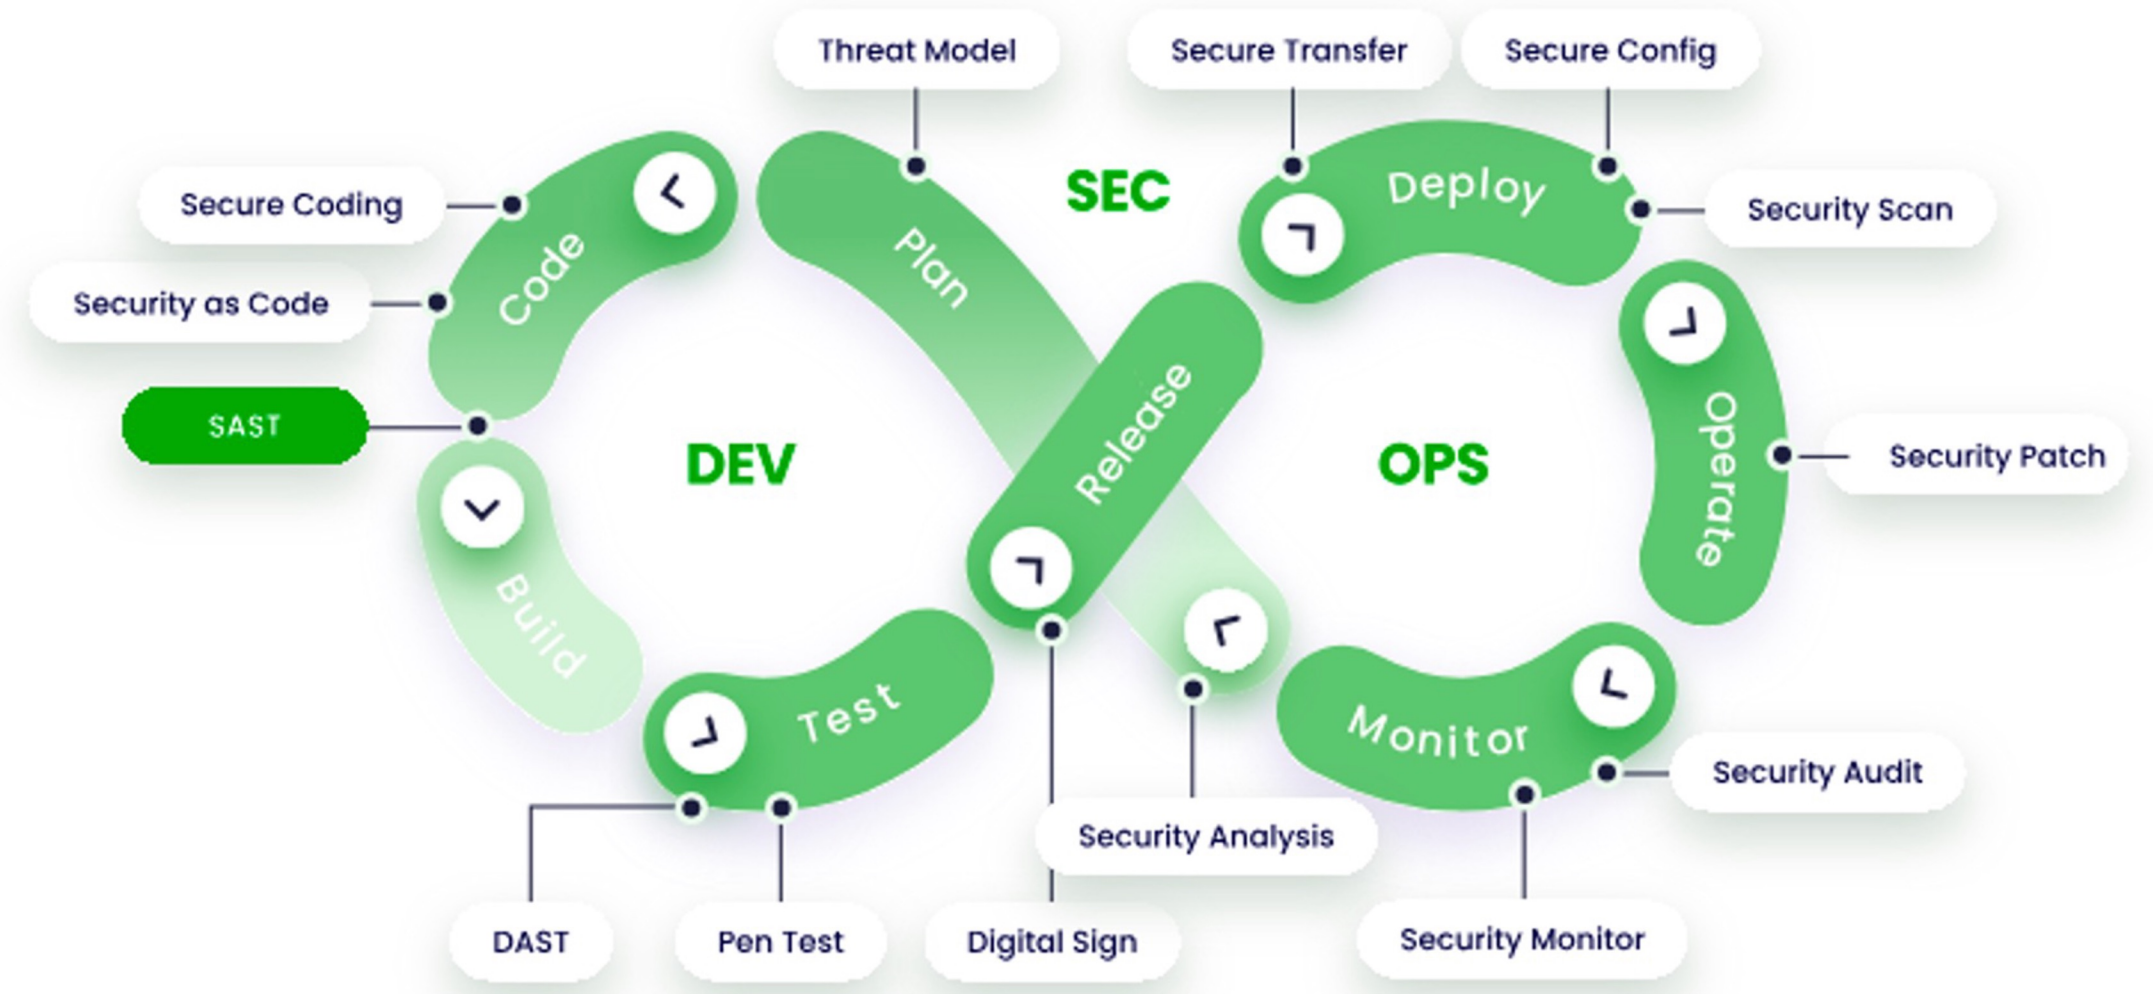 Threat Model
Secure Transfer
Secure Config
SEC
Deploy
Secure Coding
Security Scan
Code
Plan
Security as Code
Release
SAST
DEV
OPS
Operate
Security Patch
Build
Test
Monitor
Security Audit
Security Analysis
DAST
Pen Test
Digital Sign
Security Monitor